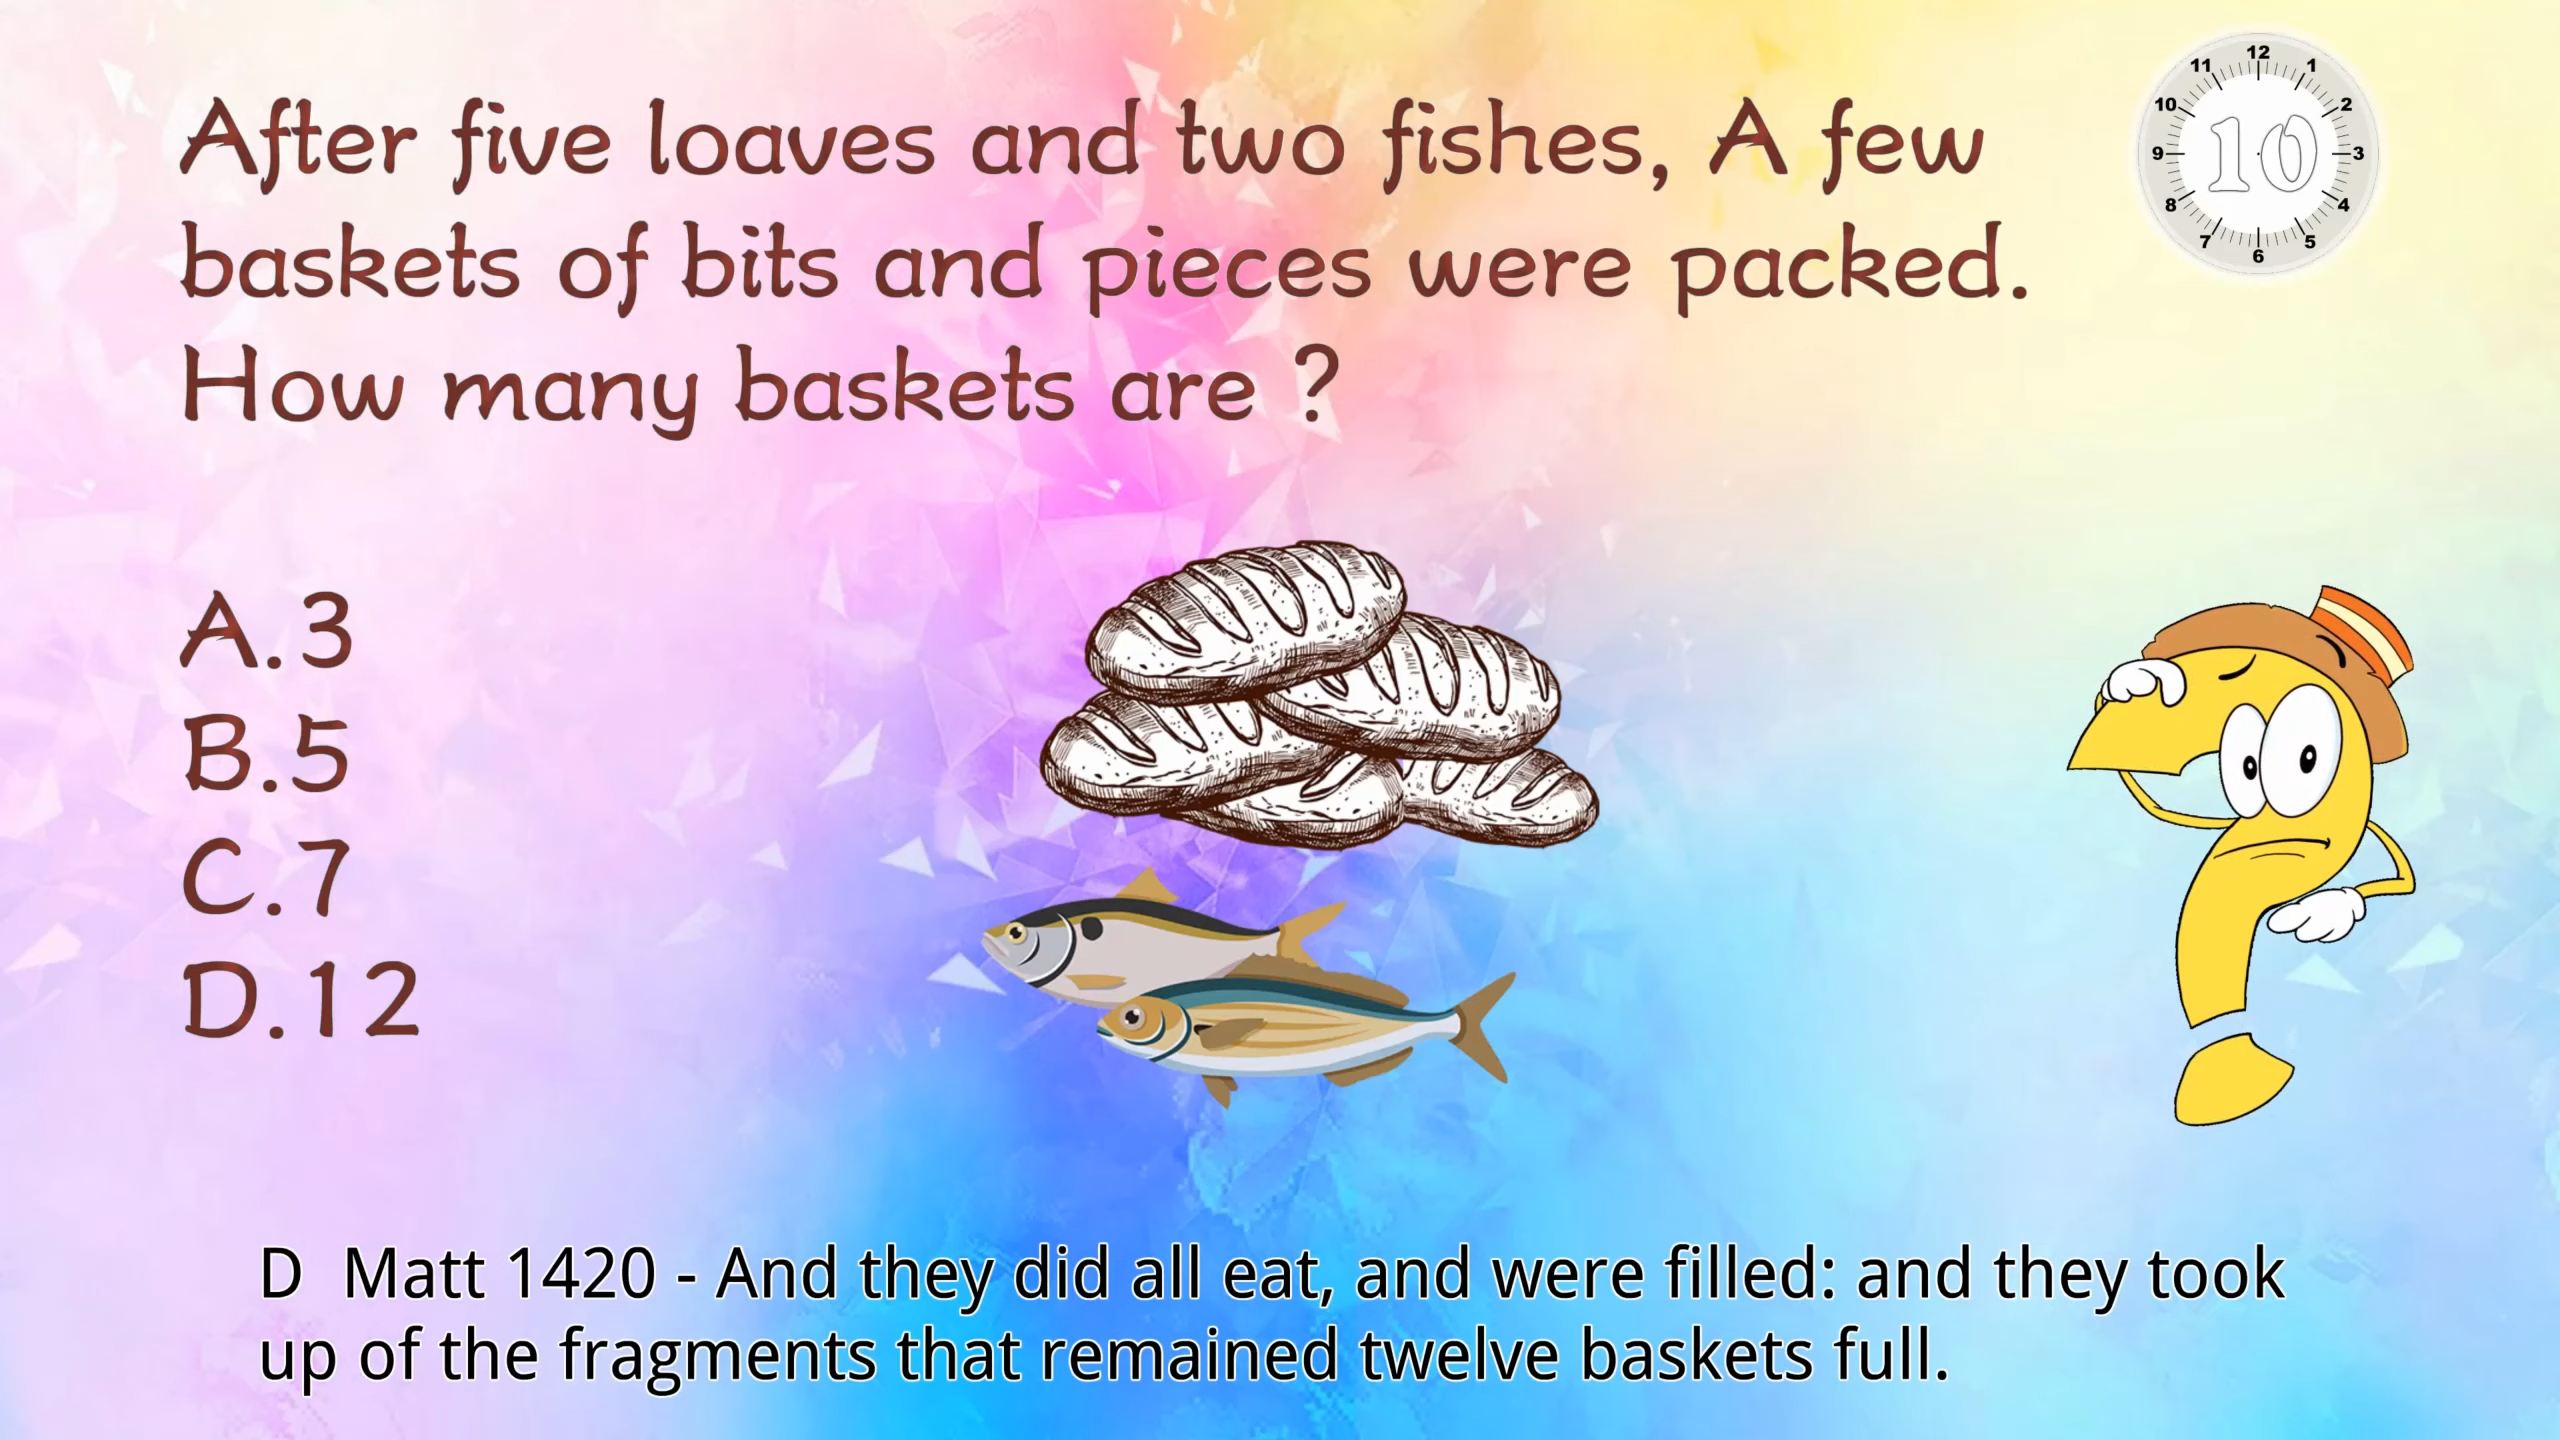 After five loaves and two fishes, A few
baskets of bits and pieces were packed.
How many baskets are ?
12
1
2
3
4
5
6
7
8
9
10
11
10
A.3
B.5
C.7
D.12
D  Matt 1420 - And they did all eat, and were filled: and they took
up of the fragments that remained twelve baskets full.